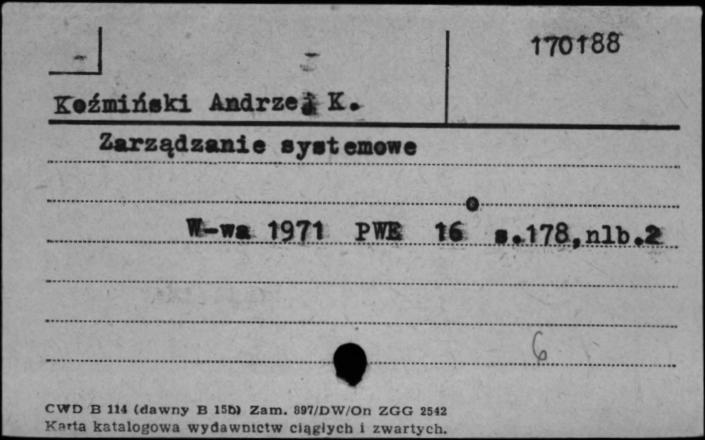 170188
Koźmiński Andrzej K.
Zarządzanie systemowe
W-wa 1971 PWE 16 s.178,nlb.2
6
CWD B 114 (dawny B 15b) Zam. 897/DW/On ZGG 2542
Karta katalogowa wydawnictw ciągłych i zwartych.